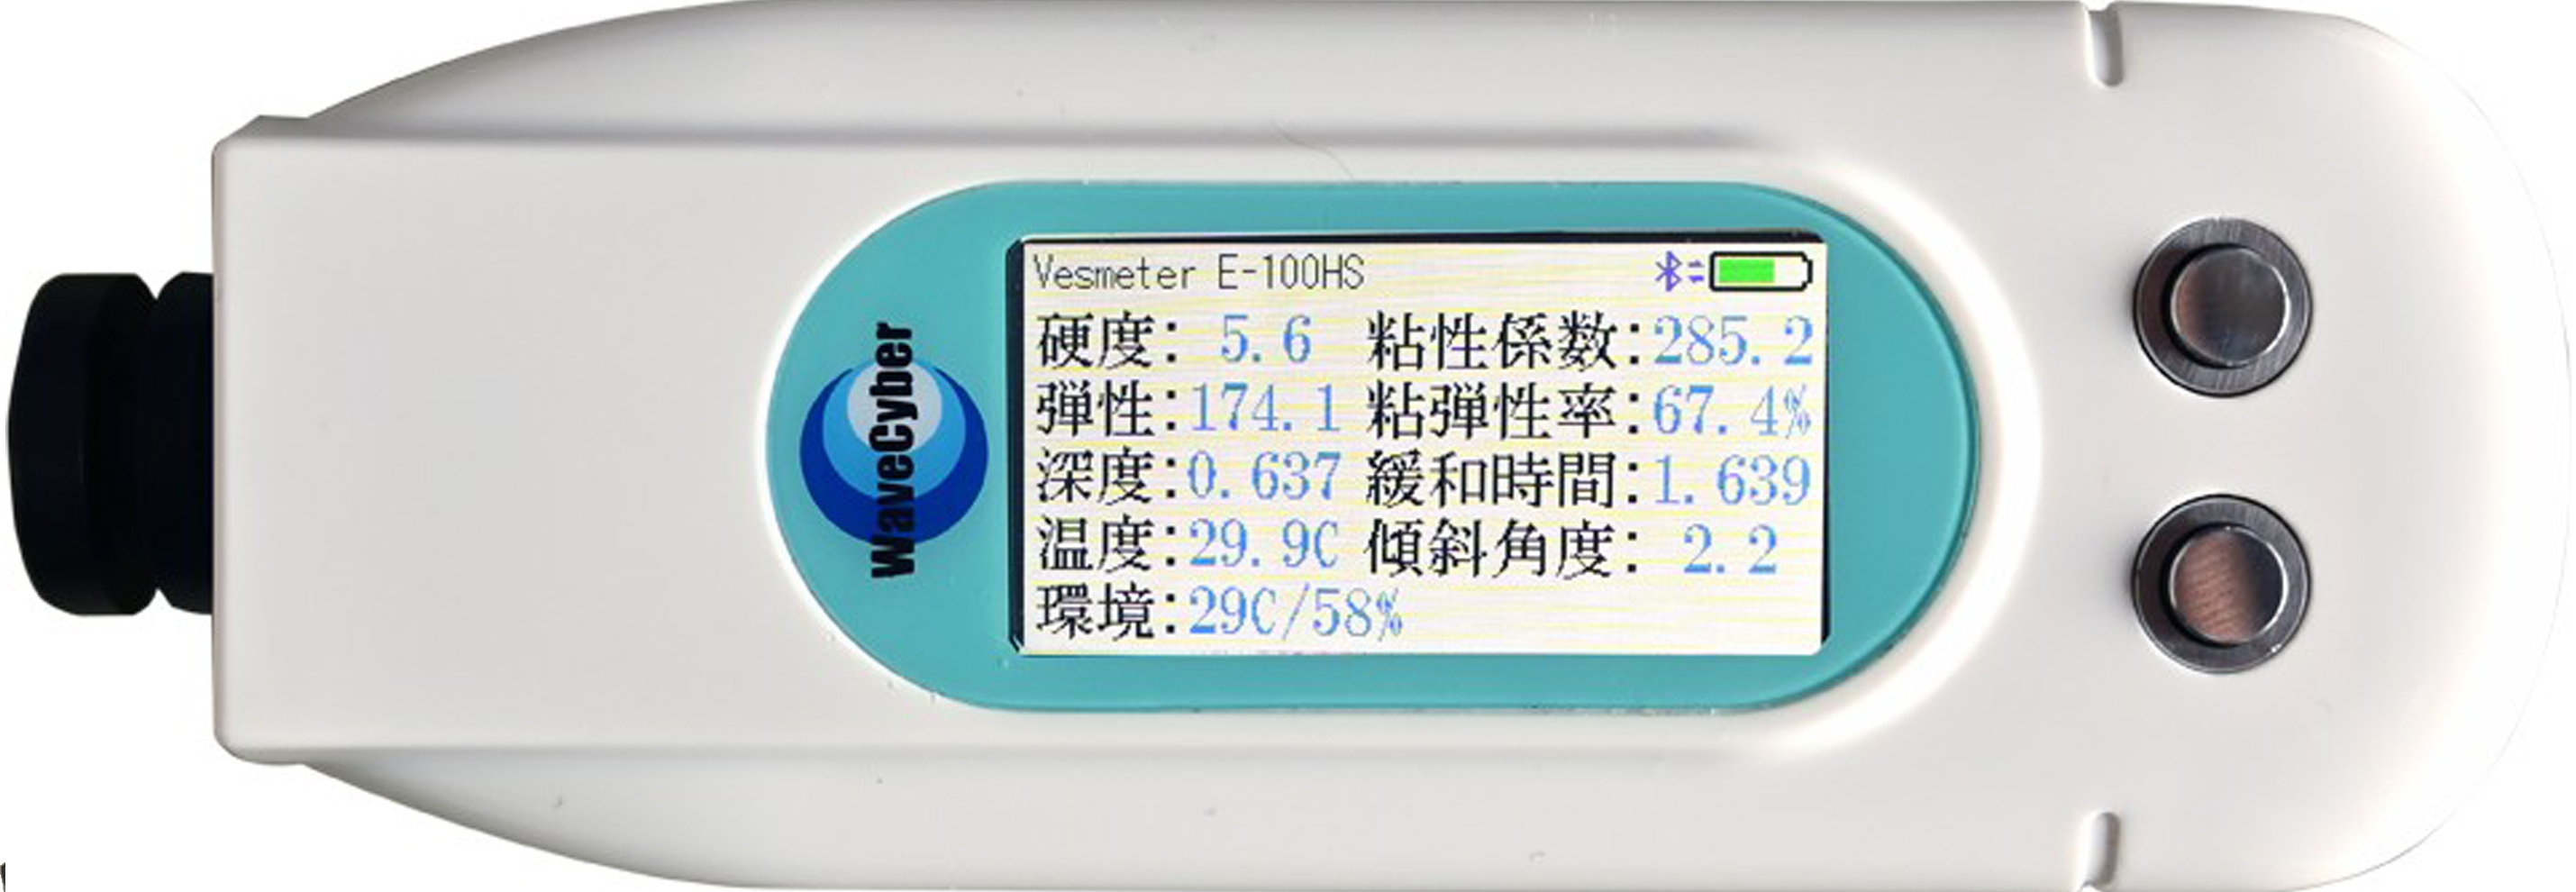 WaveCyber
Vesmeter E-100HS
硬度: 5.6 粘性係数:285.2
弾性:174.1 粘弾性率:67.4%
深度:0.637 緩和時間:1.639
温度:29.9C 傾斜角度: 2.2
環境:29C/58%